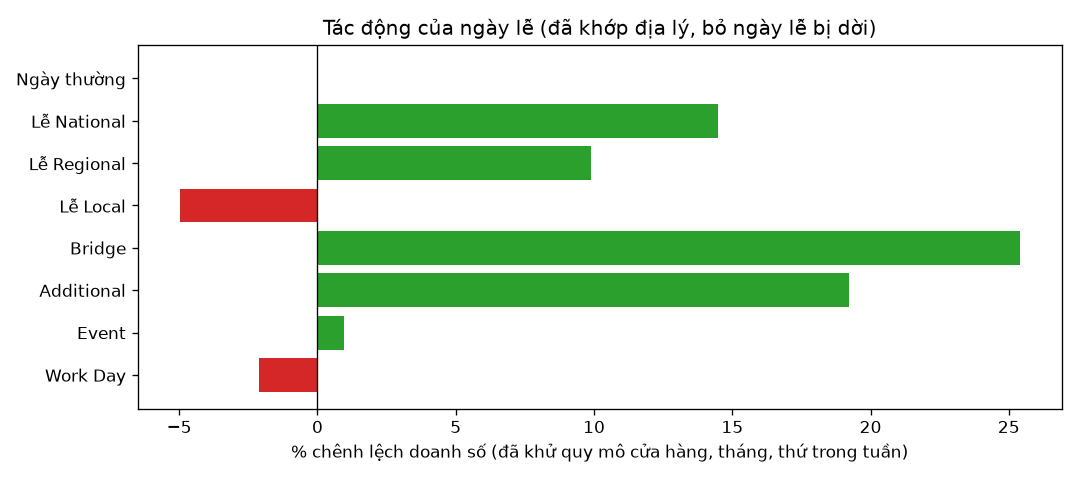 Tác động của ngày lễ (đã khớp địa lý, bỏ ngày lễ bị dời)
Ngày thường
Lễ National
Lễ Regional
Lễ Local
Bridge
Additional
Event
Work Day
−5 0 5 10 15 20 25
% chênh lệch doanh số (đã khử quy mô cửa hàng, tháng, thứ trong tuần)